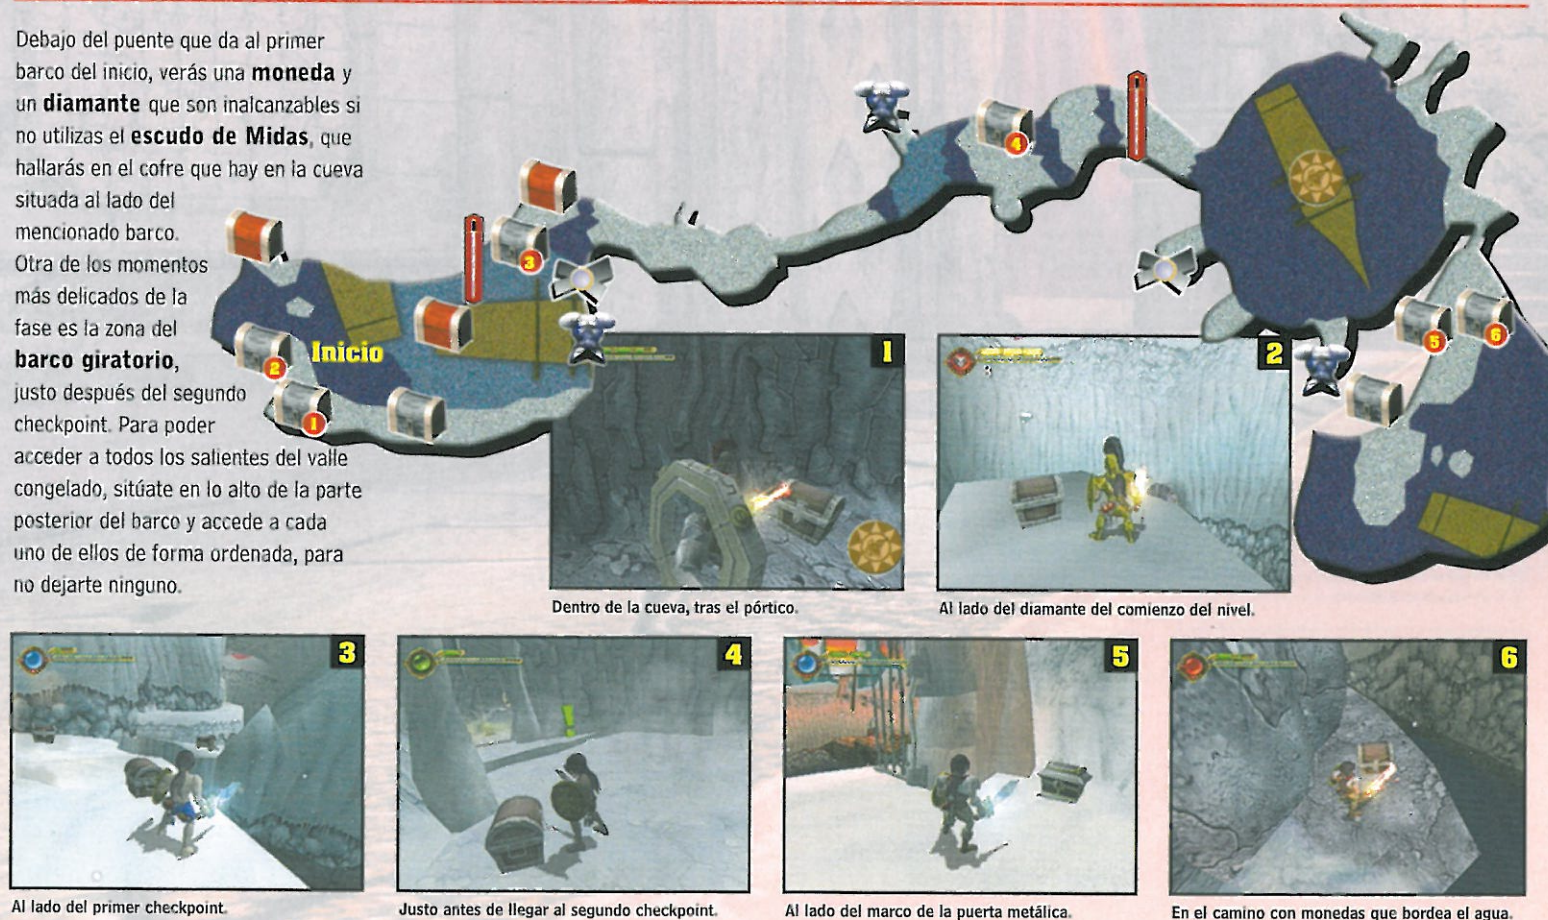 Debajo del puente que da al primer
barco del inicio, verás una moneda y
un diamante que son inalcanzables si
no utilizas el escudo de Midas, que
hallarás en el cofre que hay en la cueva
situada al lado del
mencionado barco.
Otra de los momentos
más delicados de la
fase es la zona del
barco giratorio,
justo después del segundo
checkpoint. Para poder
acceder a todos los salientes del valle
congelado, sitúate en lo alto de la parte
posterior del barco y accede a cada
uno de ellos de forma ordenada, para
no dejarte ninguno.
Inicio
1
2
3
4
5
6
1
Dentro de la cueva, tras el pórtico.
2
Al lado del diamante del comienzo del nivel.
3
Al lado del primer checkpoint.
4
Justo antes de llegar al segundo checkpoint.
5
Al lado del marco de la puerta metálica.
6
En el camino con monedas que bordea el agua.